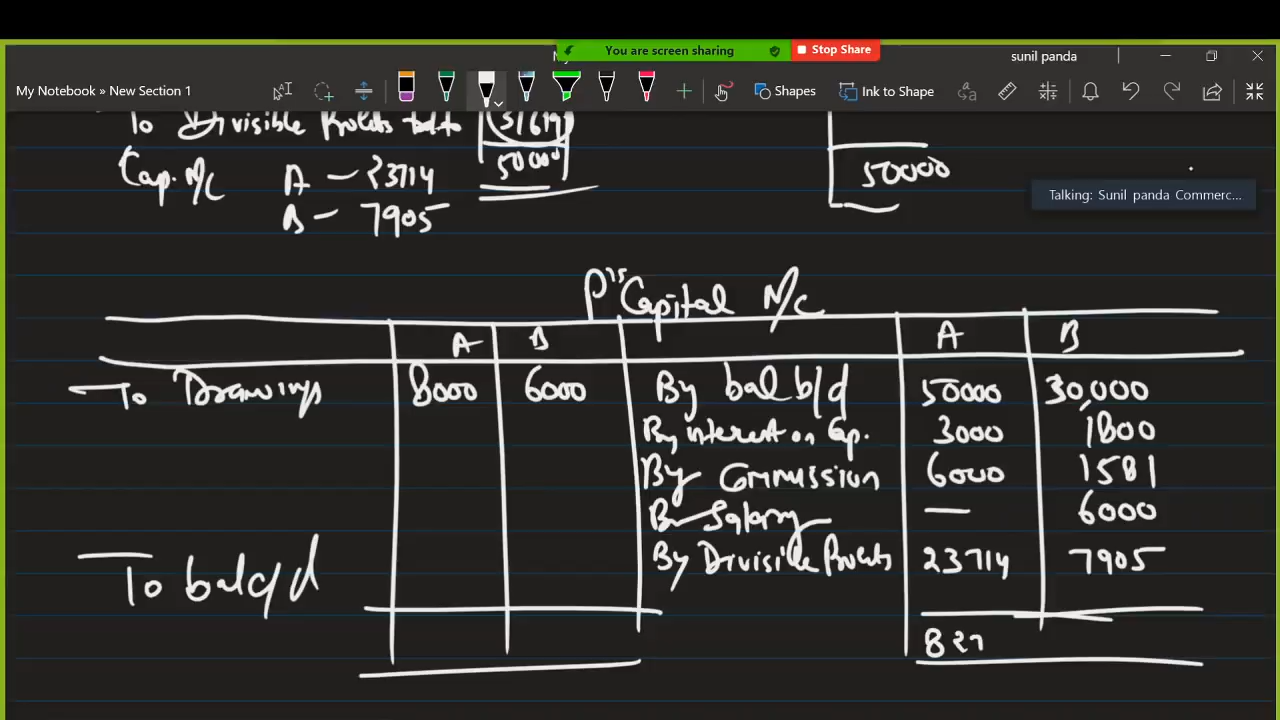 You are screen sharing
Stop Share
My
sunil panda
My Notebook » New Section 1
Shapes
Ink to Shape
To Divisible Profits
31619
50000
50000
Cap. A/c A — 23714
B — 7905
Talking: Sunil panda Commerc...
P'rs Capital A/c
A B A B
To Drawings 8000 6000 By bal b/d 50000 30,000
By interest on Cap. 3000 1800
By Commission 6000 1581
By Salary — 6000
By Divisible Profits 23714 7905
To bal c/d
827